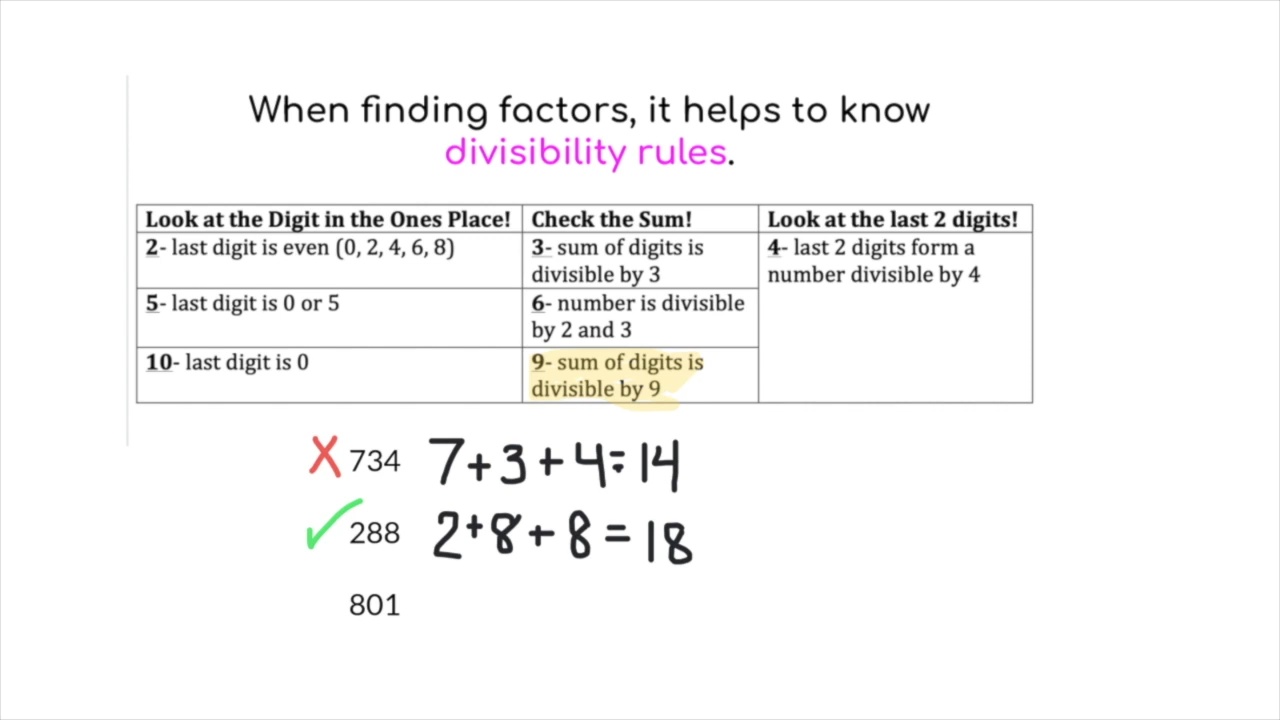 When finding factors, it helps to know
divisibility rules.
Look at the Digit in the Ones Place!
Check the Sum!
Look at the last 2 digits!
2- last digit is even (0, 2, 4, 6, 8)
3- sum of digits is
divisible by 3
4- last 2 digits form a
number divisible by 4
5- last digit is 0 or 5
6- number is divisible
by 2 and 3
10- last digit is 0
9- sum of digits is
divisible by 9
X 734 7+3+4=14
✓ 288 2+8+8=18
801